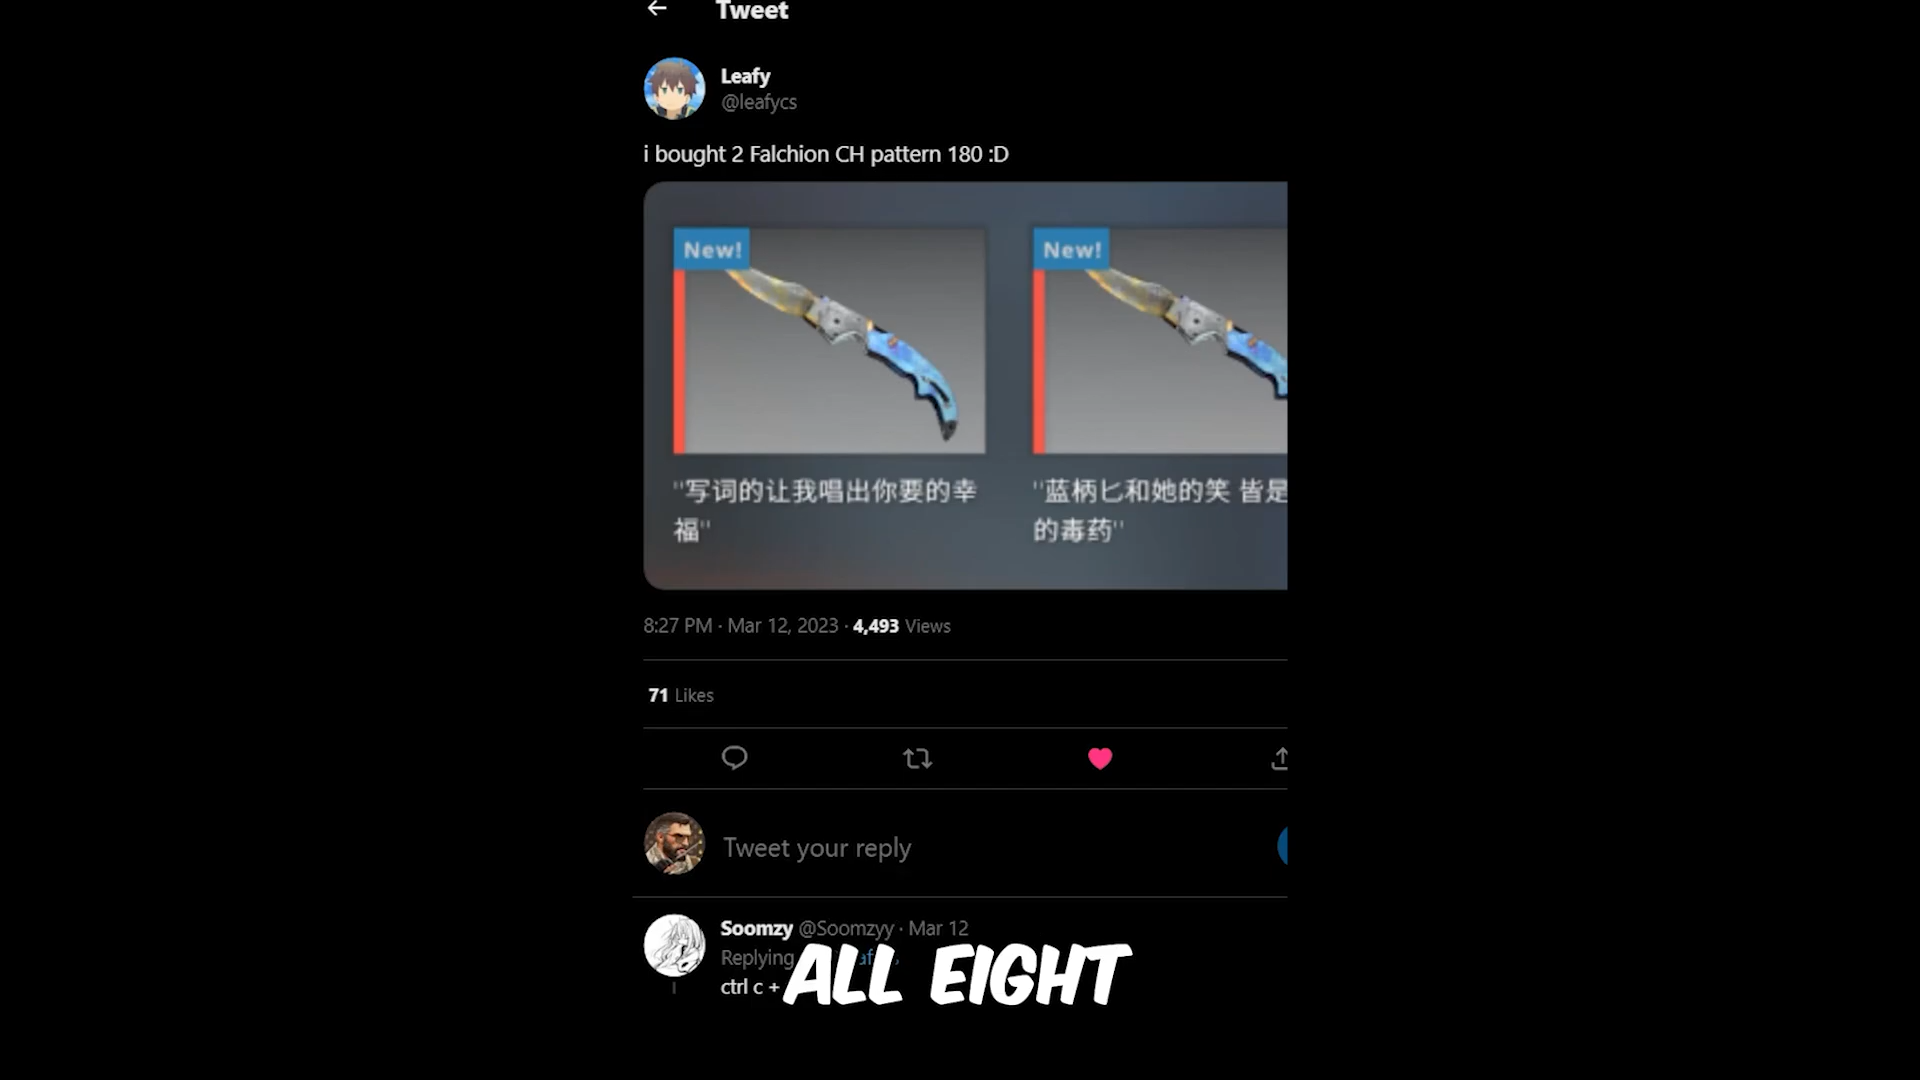 Tweet
Leafy
@leafycs
i bought 2 Falchion CH pattern 180 :D
New!
New!
"写词的让我唱出你要的幸
福"
"蓝柄匕和她的笑 皆是
的毒药"
8:27 PM · Mar 12, 2023 · 4,493 Views
71 Likes
Tweet your reply
Soomzy @Soomzyy · Mar 12
Replying
ctrl c +
ALL EIGHT